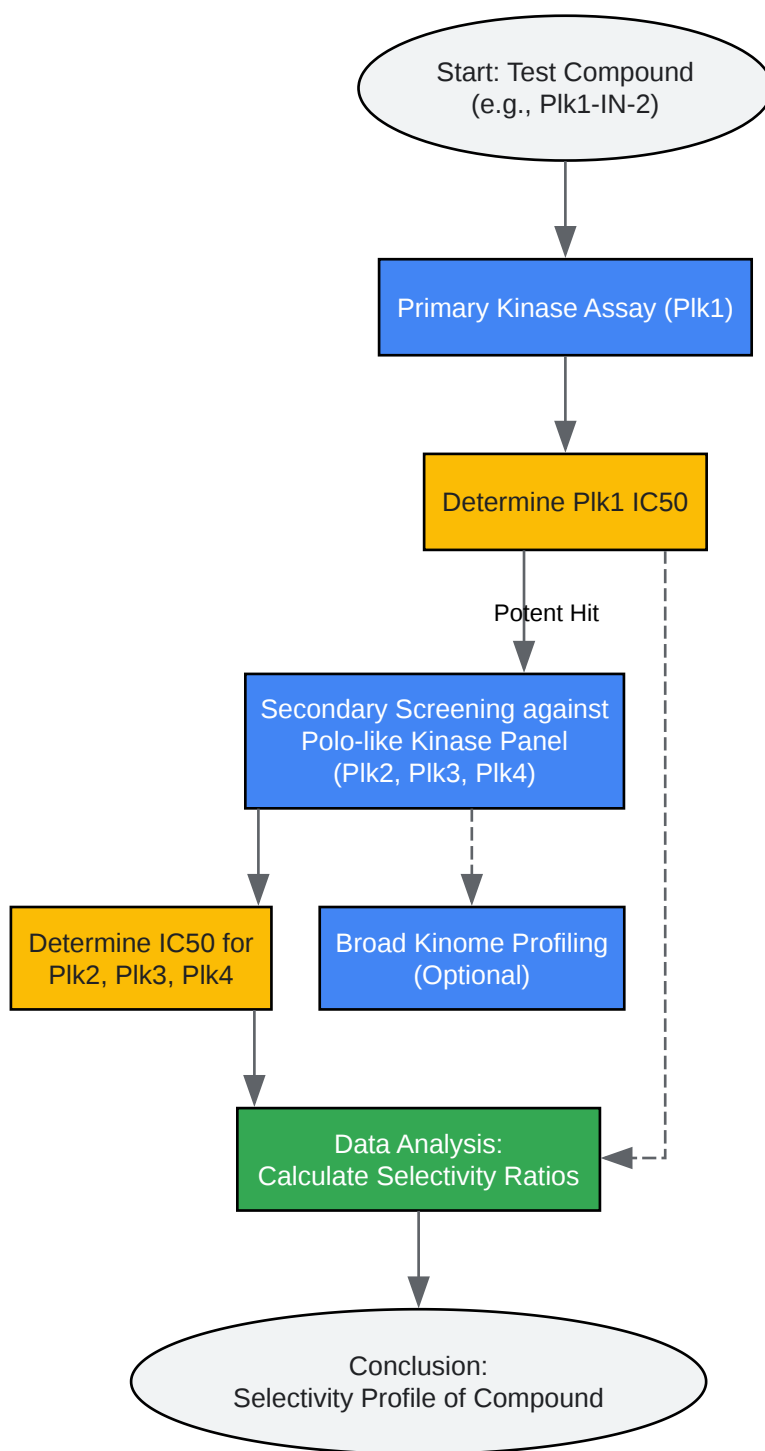 Start: Test Compound
(e.g., Plk1-IN-2)
Primary Kinase Assay (Plk1)
Determine Plk1 IC50
Potent Hit
Secondary Screening against
Polo-like Kinase Panel
(Plk2, Plk3, Plk4)
Determine IC50 for
Plk2, Plk3, Plk4
Broad Kinome Profiling
(Optional)
Data Analysis:
Calculate Selectivity Ratios
Conclusion:
Selectivity Profile of Compound